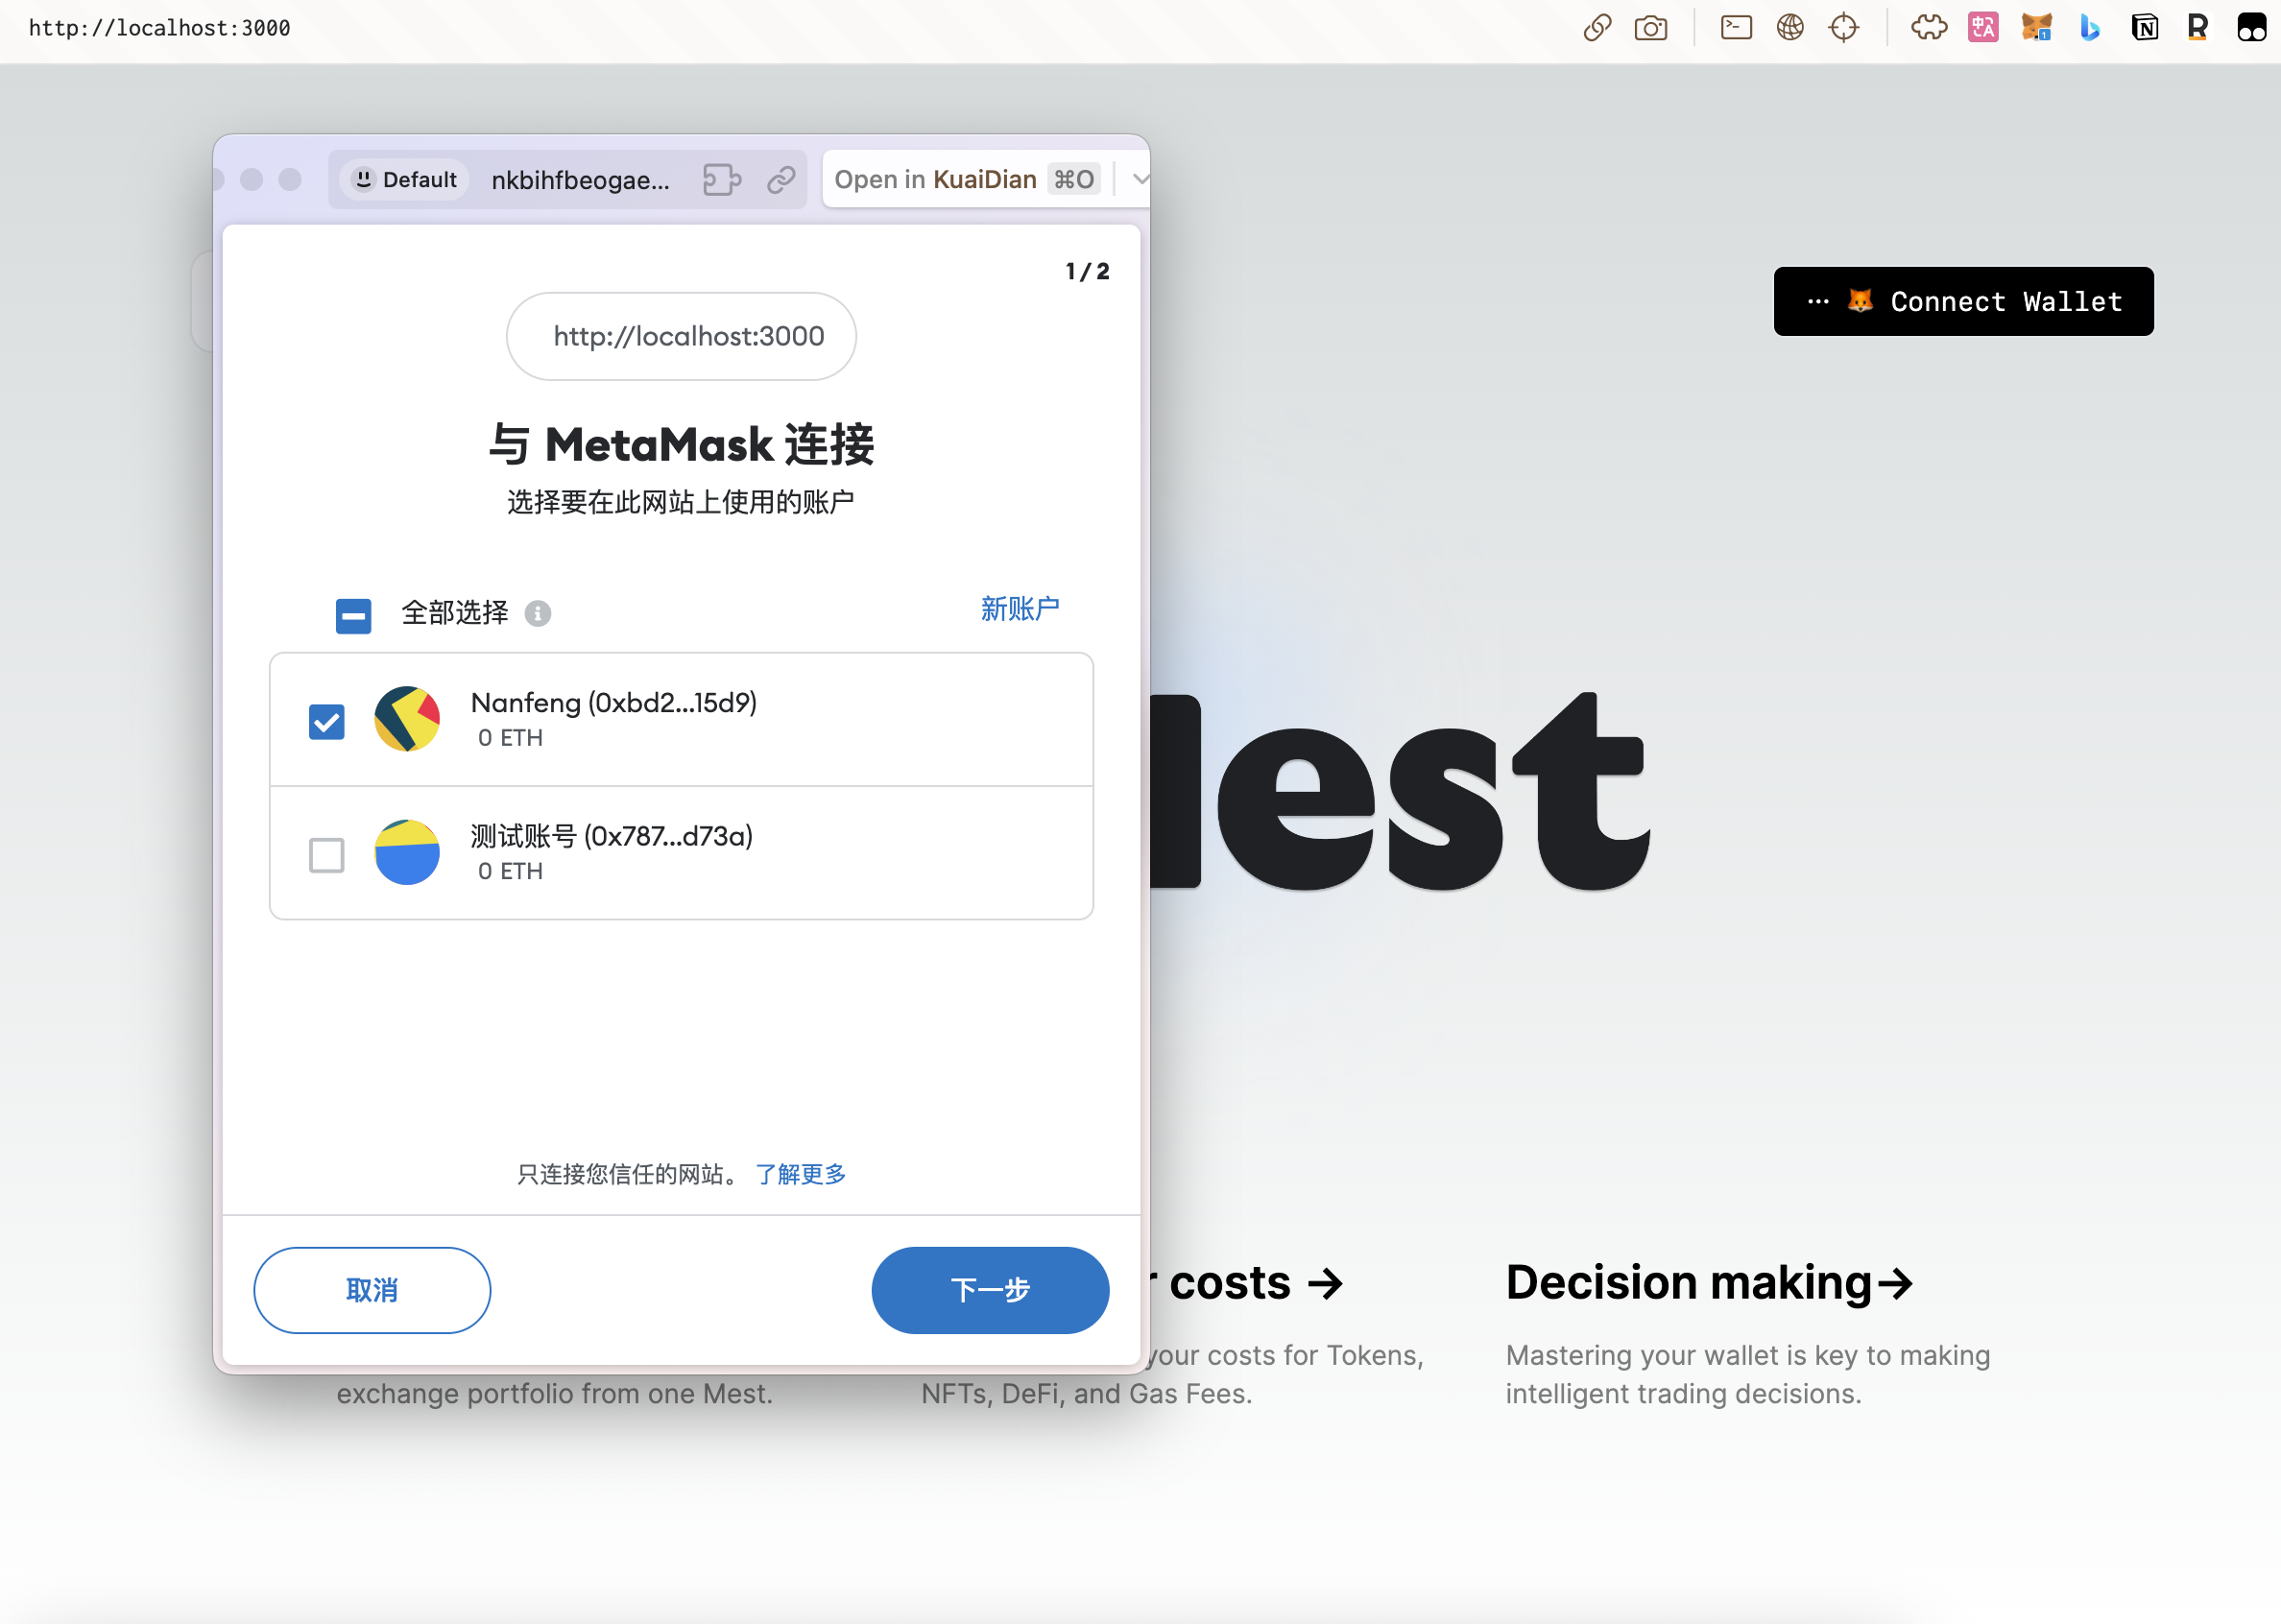 http://localhost:3000
Default
nkbihfbeogae...
Open in KuaiDian ⌘O
1 / 2
http://localhost:3000
与 MetaMask 连接
选择要在此网站上使用的账户
全部选择
新账户
Nanfeng (0xbd2...15d9)
0 ETH
测试账号 (0x787...d73a)
0 ETH
只连接您信任的网站。 了解更多
取消
下一步
··· Connect Wallet
est
costs →
your costs for Tokens,
NFTs, DeFi, and Gas Fees.
exchange portfolio from one Mest.
Decision making→
Mastering your wallet is key to making
intelligent trading decisions.